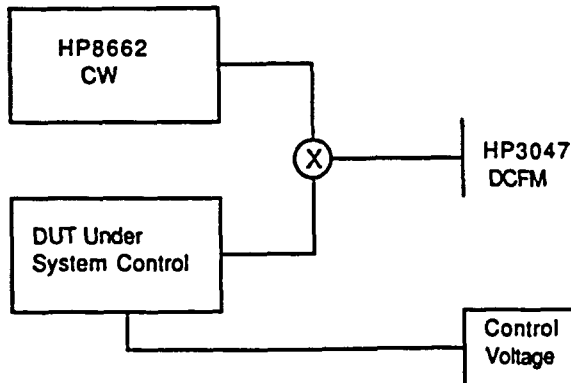 HP8662
CW
X
HP3047
DCFM
DUT Under
System Control
Control
Voltage